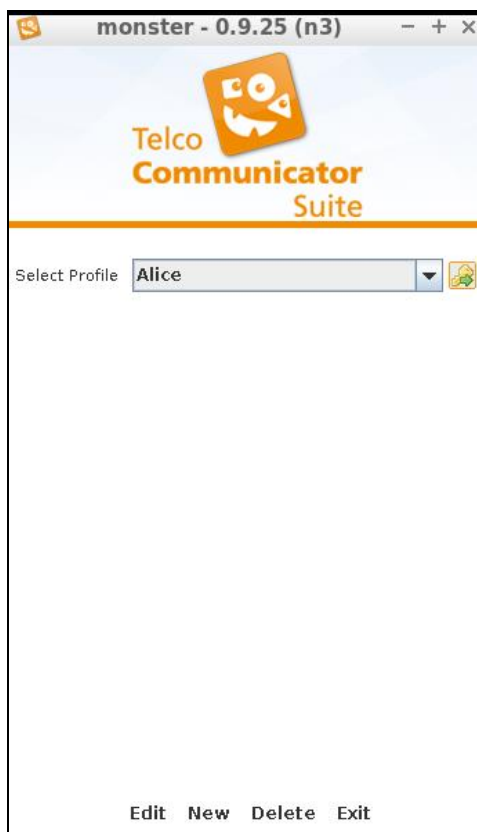 monster - 0.9.25 (n3)
Telco
Communicator
Suite
Select Profile Alice
Edit New Delete Exit